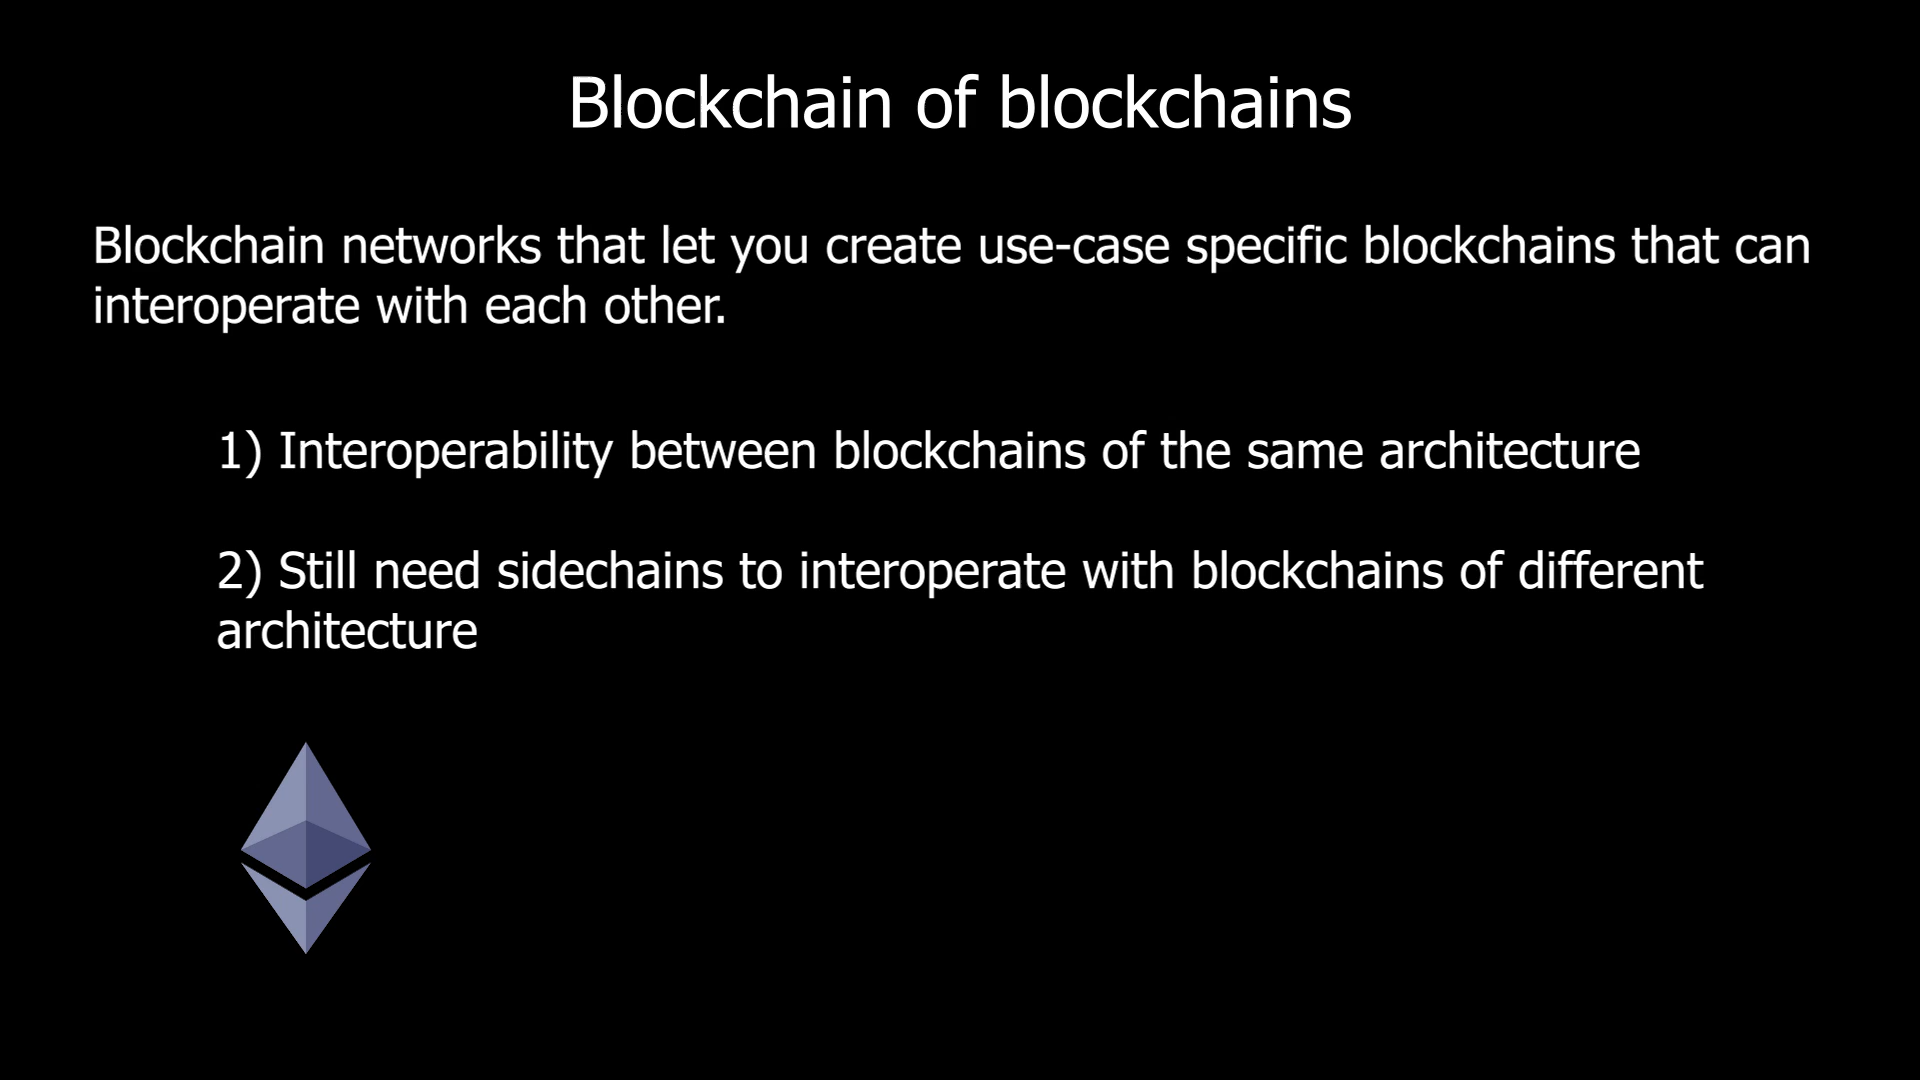 Blockchain of blockchains
Blockchain networks that let you create use-case specific blockchains that can
interoperate with each other.
1) Interoperability between blockchains of the same architecture
2) Still need sidechains to interoperate with blockchains of different
architecture